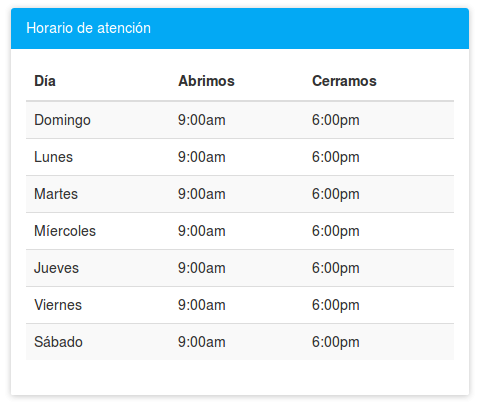 Horario de atención
Día Abrimos Cerramos
Domingo 9:00am 6:00pm
Lunes 9:00am 6:00pm
Martes 9:00am 6:00pm
Míercoles 9:00am 6:00pm
Jueves 9:00am 6:00pm
Viernes 9:00am 6:00pm
Sábado 9:00am 6:00pm